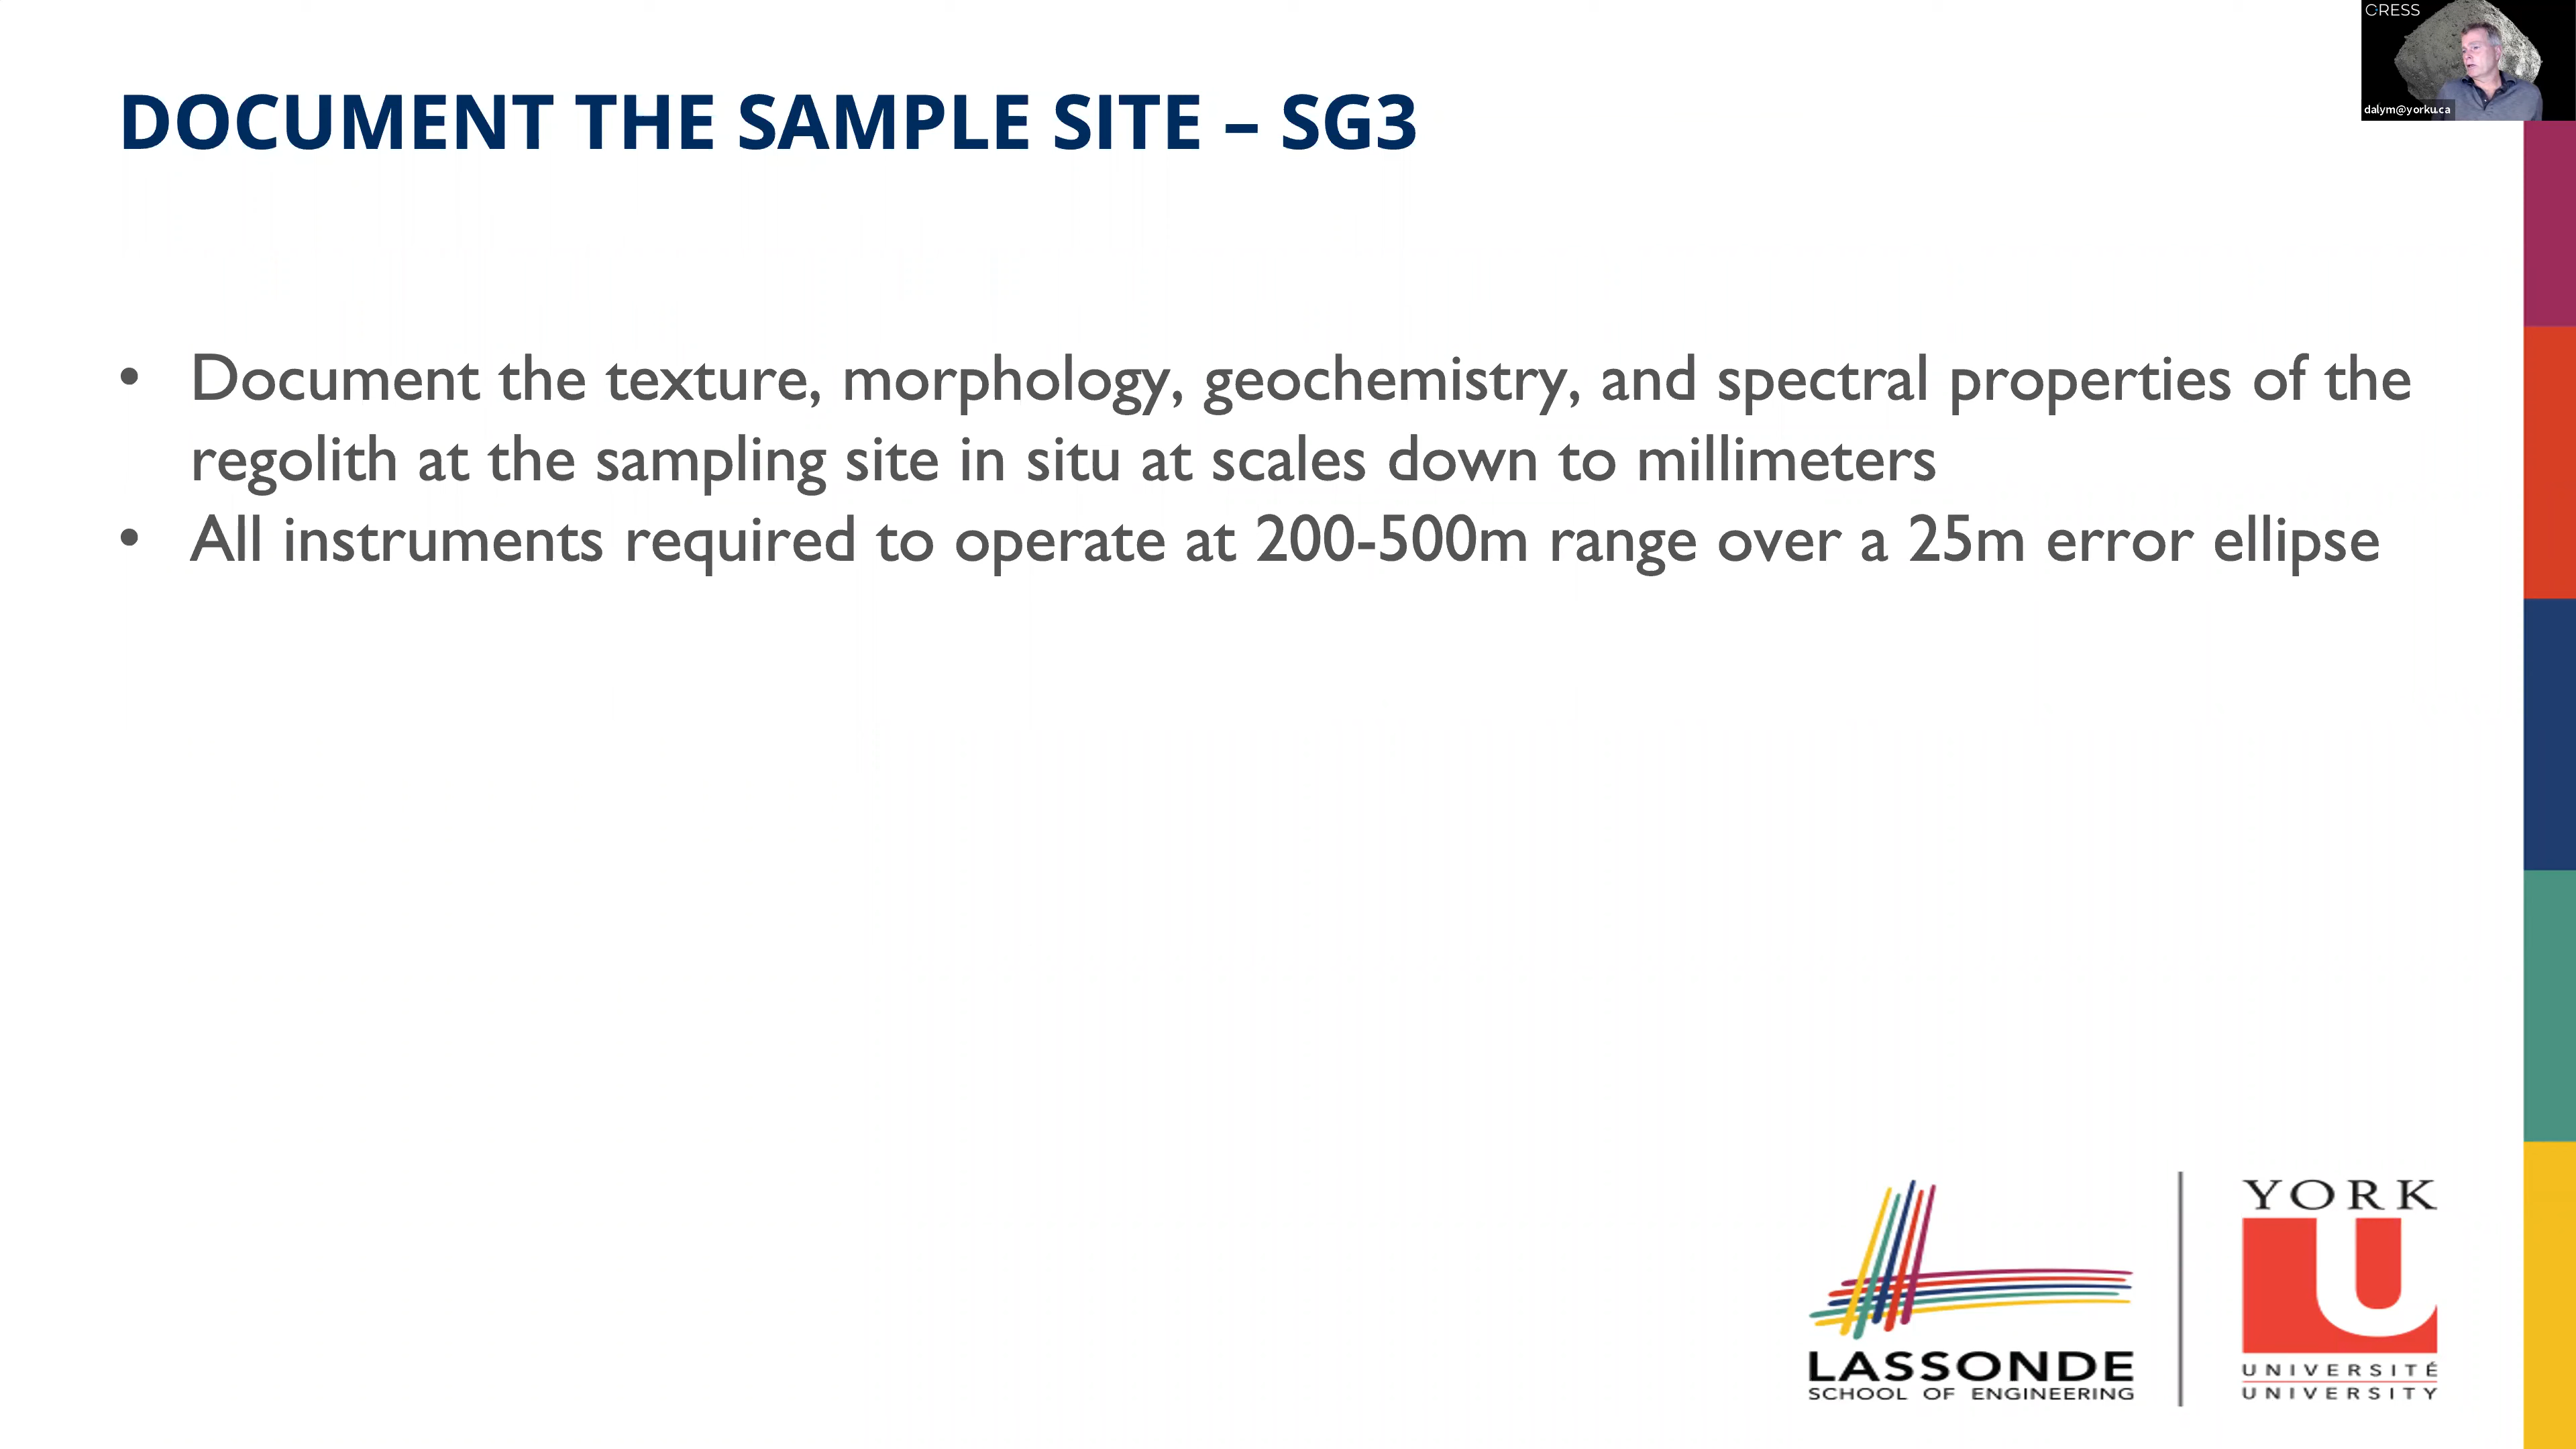 CRESS
dalym@yorku.ca
DOCUMENT THE SAMPLE SITE – SG3
• Document the texture, morphology, geochemistry, and spectral properties of the
regolith at the sampling site in situ at scales down to millimeters
• All instruments required to operate at 200-500m range over a 25m error ellipse
LASSONDE
SCHOOL OF ENGINEERING
YORK
U
UNIVERSITÉ
UNIVERSITY